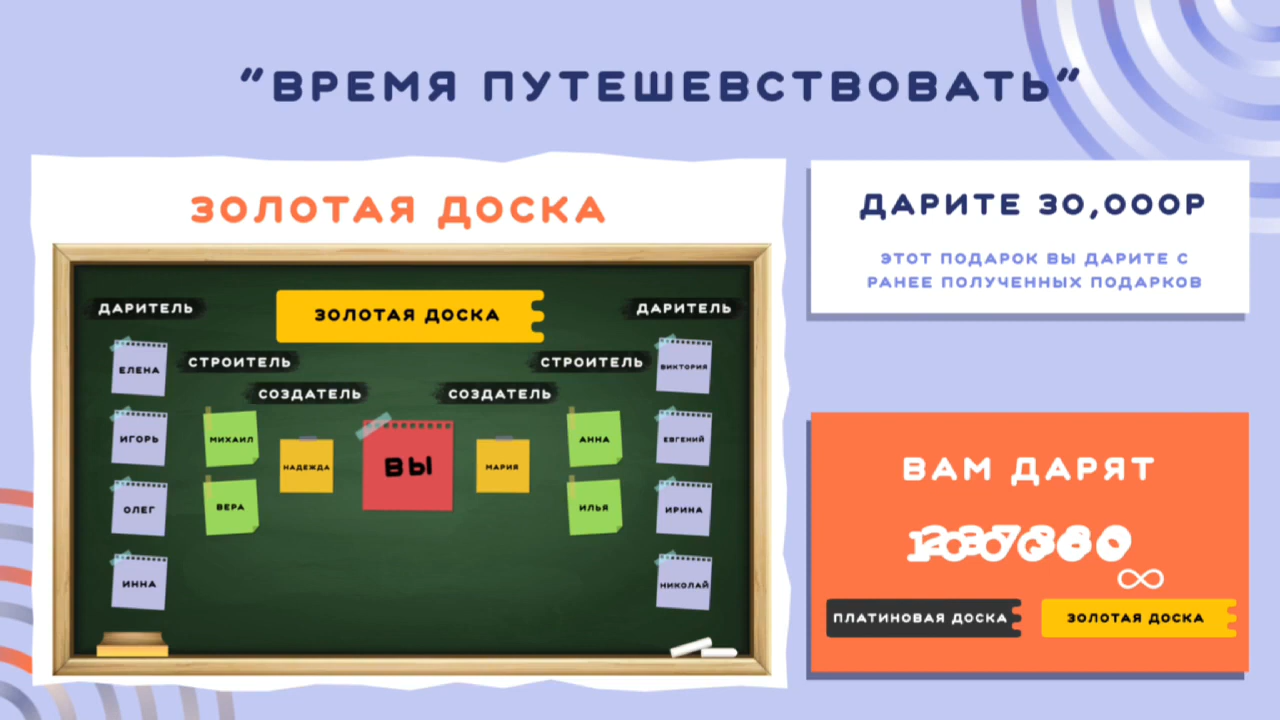 "ВРЕМЯ ПУТЕШЕВСТВОВАТЬ"
ЗОЛОТАЯ ДОСКА
ЗОЛОТАЯ ДОСКА
ДАРИТЕЛЬ
ДАРИТЕЛЬ
СТРОИТЕЛЬ
СТРОИТЕЛЬ
СОЗДАТЕЛЬ
СОЗДАТЕЛЬ
ЕЛЕНА
ИГОРЬ
ОЛЕГ
ИННА
МИХАИЛ
ВЕРА
НАДЕЖДА
ВЫ
МАРИЯ
АННА
ИЛЬЯ
ВИКТОРИЯ
ЕВГЕНИЙ
ИРИНА
НИКОЛАЙ
ДАРИТЕ 30,000Р
ЭТОТ ПОДАРОК ВЫ ДАРИТЕ С
РАНЕЕ ПОЛУЧЕННЫХ ПОДАРКОВ
ВАМ ДАРЯТ
∞
ПЛАТИНОВАЯ ДОСКА
ЗОЛОТАЯ ДОСКА